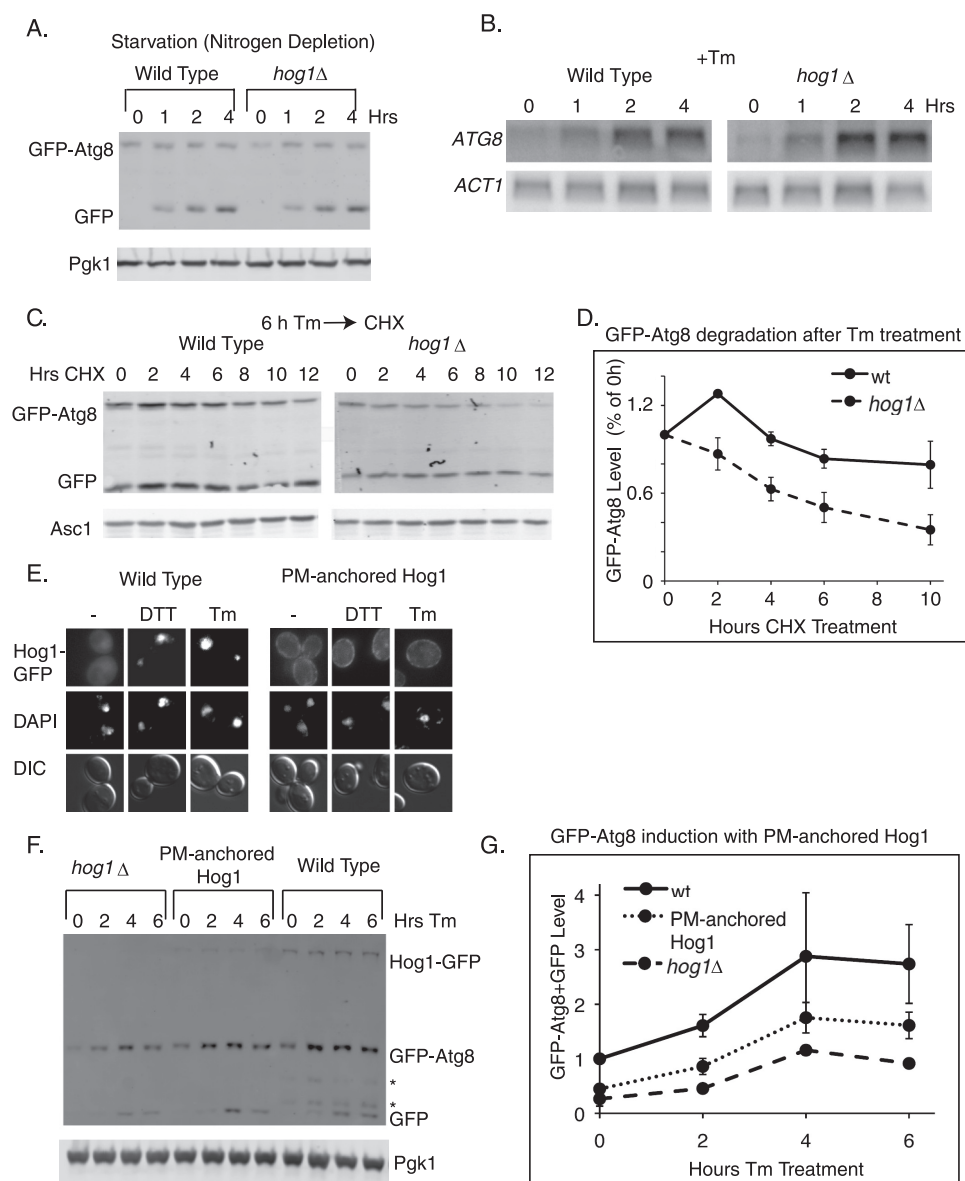 A.
Starvation (Nitrogen Depletion)
Wild Type hog1Δ
0 1 2 4 0 1 2 4 Hrs
GFP-Atg8
GFP
Pgk1
B.
+Tm
Wild Type hog1Δ
0 1 2 4 0 1 2 4 Hrs
ATG8
ACT1
C.
6 h Tm → CHX
Wild Type hog1Δ
Hrs CHX 0 2 4 6 8 10 12 0 2 4 6 8 10 12
GFP-Atg8
GFP
Asc1
D.
GFP-Atg8 degradation after Tm treatment
wt
hog1Δ
GFP-Atg8 Level (% of 0h)
1.2
0.6
0
0 2 4 6 8 10
Hours CHX Treatment
E.
Wild Type PM-anchored Hog1
- DTT Tm - DTT Tm
Hog1-
GFP
DAPI
DIC
F.
hog1Δ PM-anchored Hog1 Wild Type
0 2 4 6 0 2 4 6 0 2 4 6 Hrs Tm
Hog1-GFP
GFP-Atg8
*
*
GFP
Pgk1
G.
GFP-Atg8 induction with PM-anchored Hog1
wt
PM-anchored
Hog1
hog1Δ
GFP-Atg8+GFP Level
4
3
2
1
0
0 2 4 6
Hours Tm Treatment